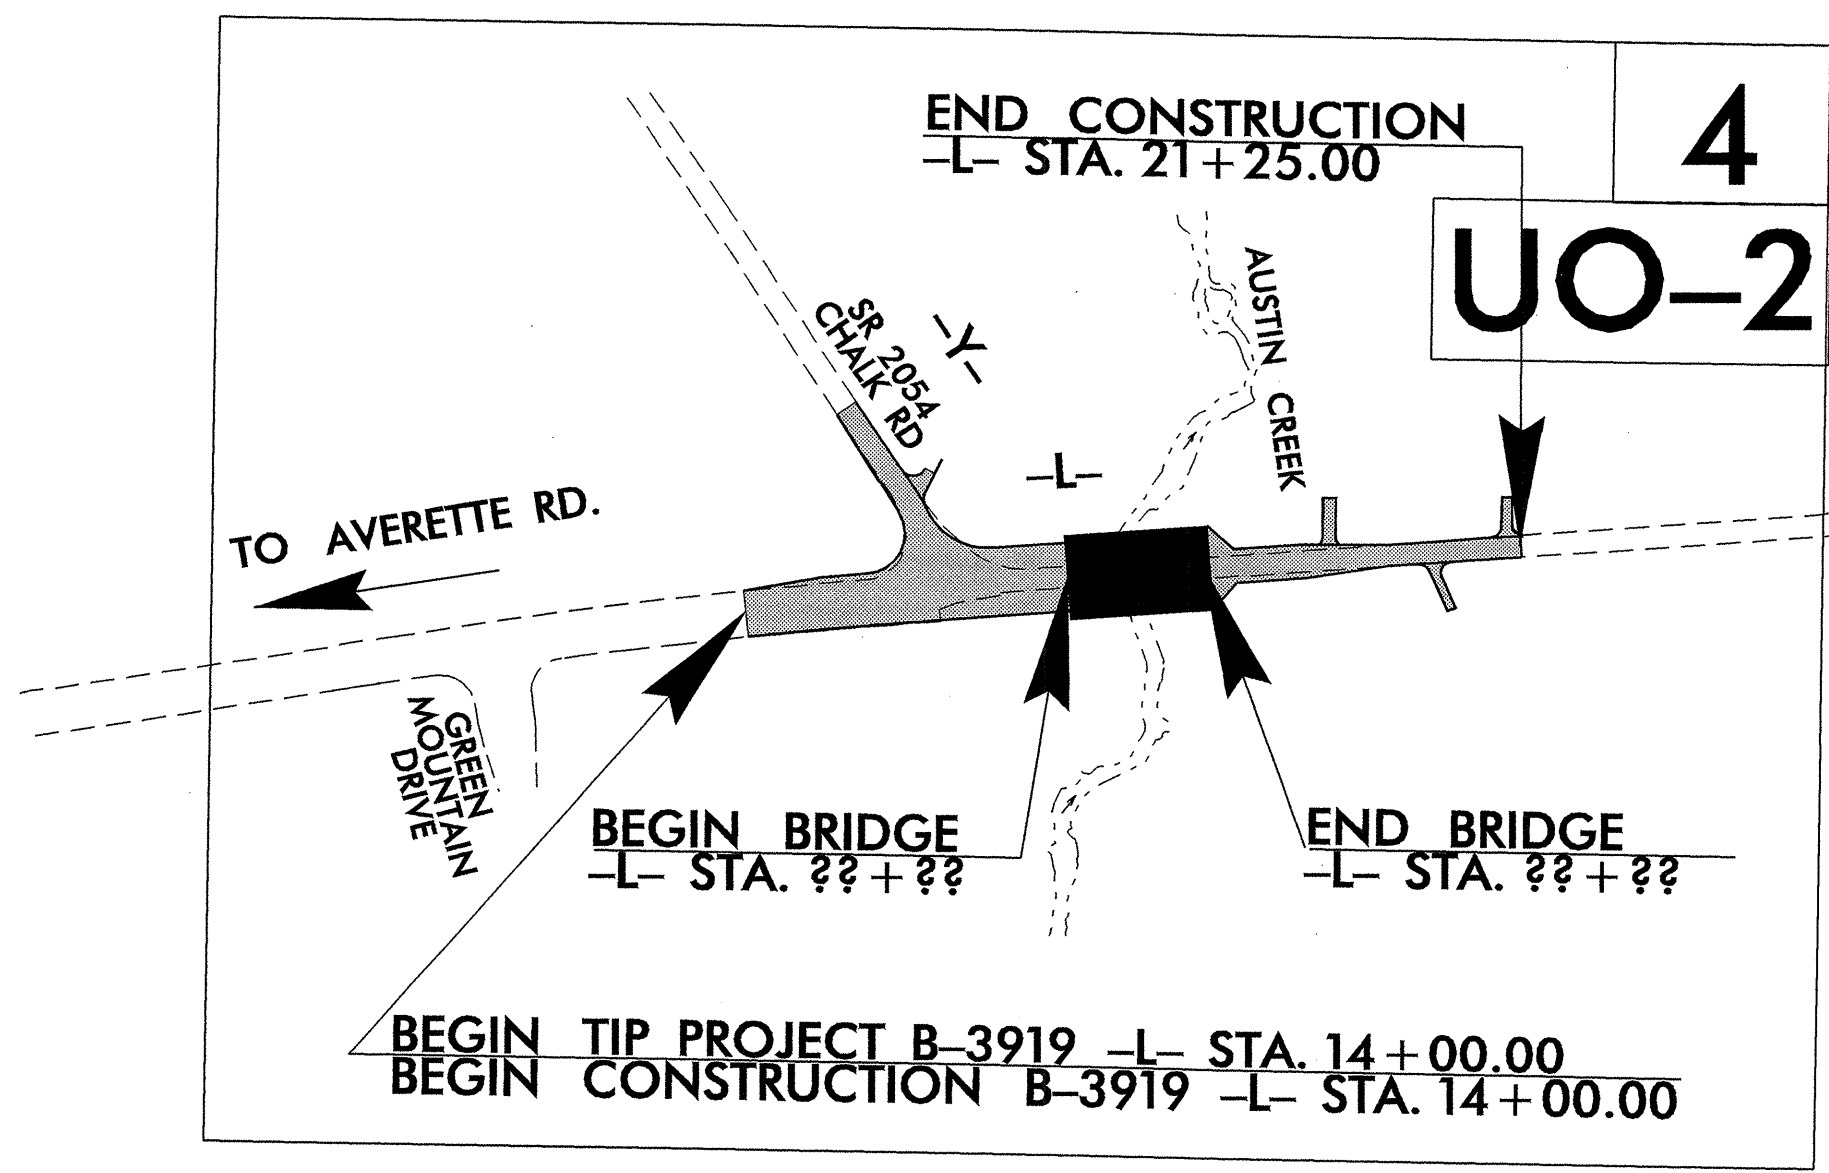 END CONSTRUCTION
-L- STA. 21+25.00
4
UO-2
AUSTIN CREEK
SR 2054
CHALK RD
-Y-
-L-
TO AVERETTE RD.
GREEN
MOUNTAIN
DRIVE
BEGIN BRIDGE
-L- STA. ??+??
END BRIDGE
-L- STA. ??+??
BEGIN TIP PROJECT B-3919 -L- STA. 14+00.00
BEGIN CONSTRUCTION B-3919 -L- STA. 14+00.00